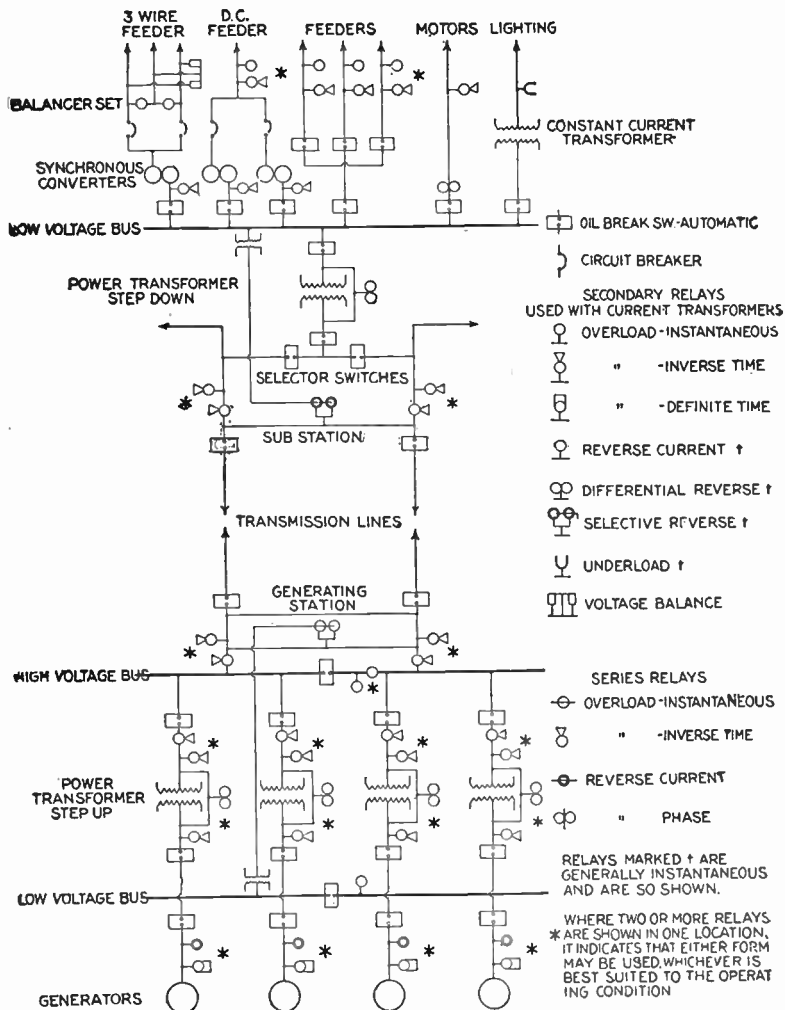 3 WIRE FEEDER
D.C. FEEDER
FEEDERS
MOTORS
LIGHTING
*
*
BALANCER SET
CONSTANT CURRENT
TRANSFORMER
SYNCHRONOUS
CONVERTERS
LOW VOLTAGE BUS
POWER TRANSFORMER
STEP DOWN
SELECTOR SWITCHES
*
*
SUB STATION
TRANSMISSION LINES
GENERATING
STATION
*
*
HIGH VOLTAGE BUS
*
*
*
*
*
POWER
TRANSFORMER
STEP UP
*
*
*
*
LOW VOLTAGE BUS
*
*
*
*
GENERATORS
OIL BREAK SW.-AUTOMATIC
CIRCUIT BREAKER
SECONDARY RELAYS
USED WITH CURRENT TRANSFORMERS
OVERLOAD-INSTANTANEOUS
" -INVERSE TIME
" -DEFINITE TIME
REVERSE CURRENT †
DIFFERENTIAL REVERSE †
SELECTIVE REVERSE †
UNDERLOAD †
VOLTAGE BALANCE
SERIES RELAYS
OVERLOAD-INSTANTANEOUS
" -INVERSE TIME
REVERSE CURRENT
" PHASE
RELAYS MARKED † ARE
GENERALLY INSTANTANEOUS
AND ARE SO SHOWN.
WHERE TWO OR MORE RELAYS
* ARE SHOWN IN ONE LOCATION,
IT INDICATES THAT EITHER FORM
MAY BE USED, WHICHEVER IS
BEST SUITED TO THE OPERAT
ING CONDITION